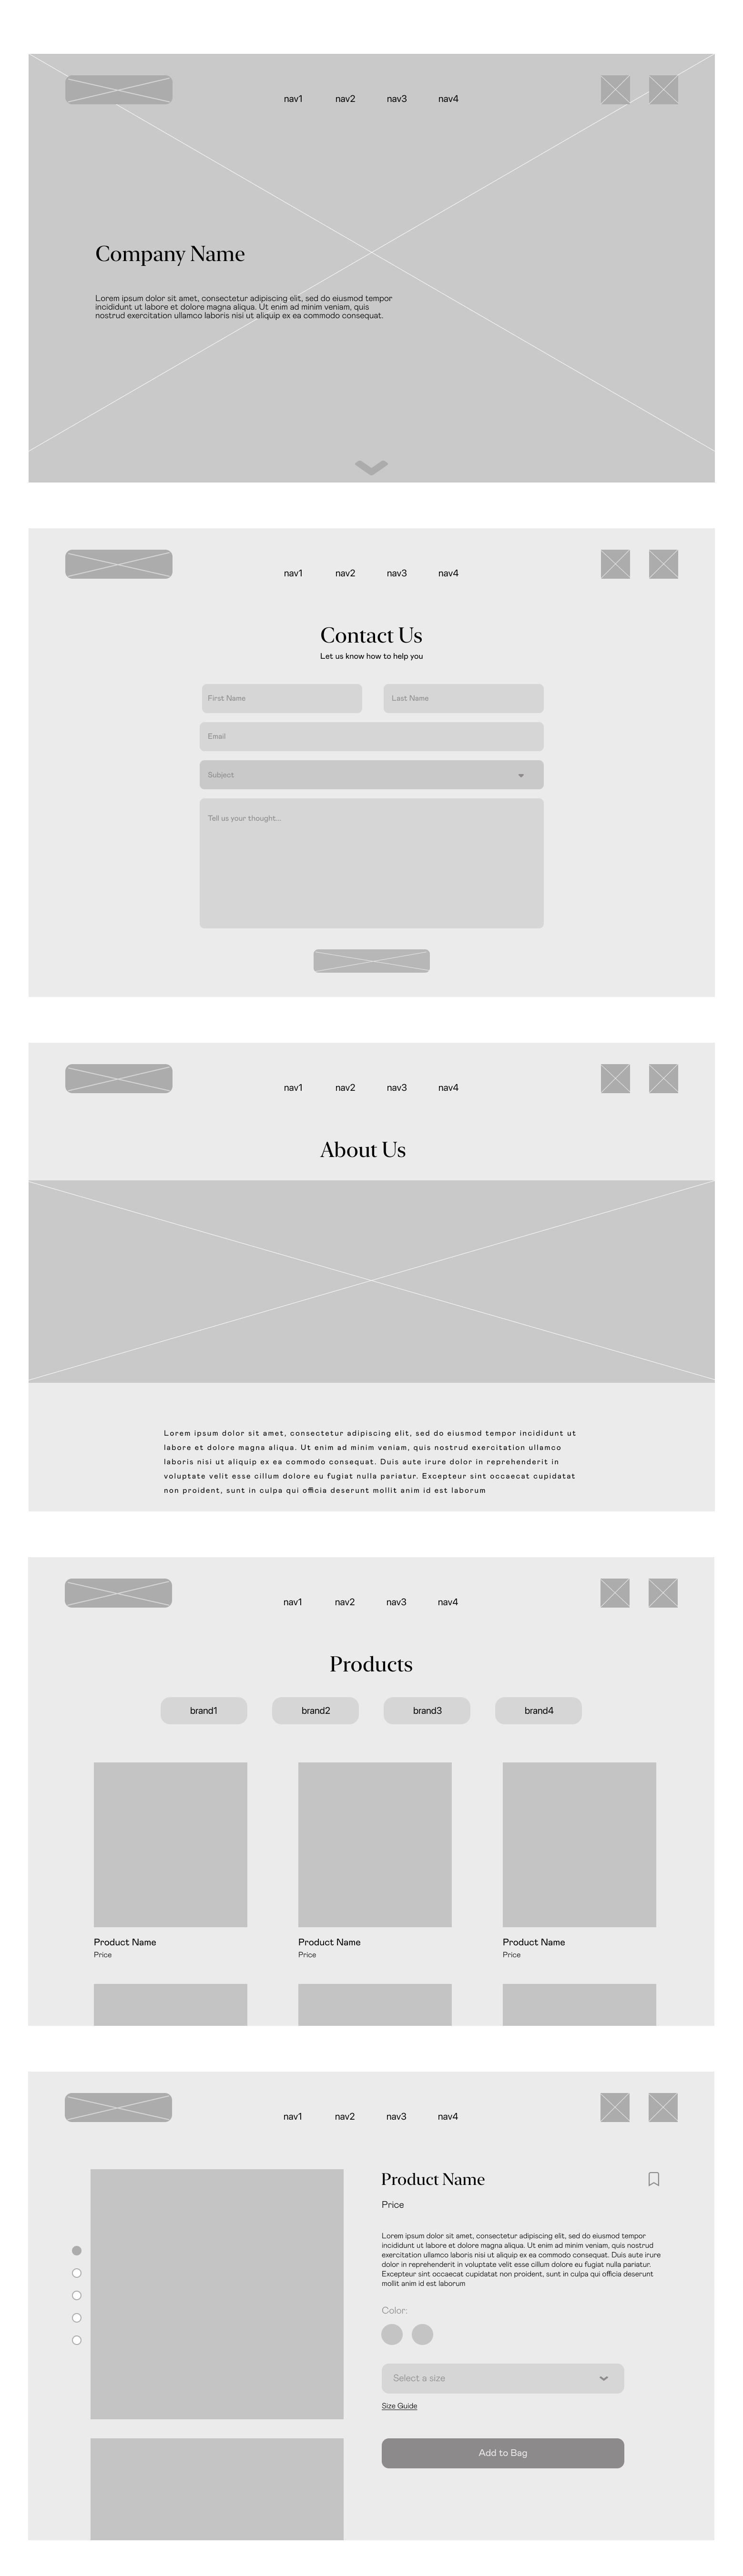 nav1 nav2 nav3 nav4
Company Name
Lorem ipsum dolor sit amet, consectetur adipiscing elit, sed do eiusmod tempor
incididunt ut labore et dolore magna aliqua. Ut enim ad minim veniam, quis
nostrud exercitation ullamco laboris nisi ut aliquip ex ea commodo consequat.
nav1 nav2 nav3 nav4
Contact Us
Let us know how to help you
First Name Last Name
Email
Subject
Tell us your thought...
nav1 nav2 nav3 nav4
About Us
Lorem ipsum dolor sit amet, consectetur adipiscing elit, sed do eiusmod tempor incididunt ut
labore et dolore magna aliqua. Ut enim ad minim veniam, quis nostrud exercitation ullamco
laboris nisi ut aliquip ex ea commodo consequat. Duis aute irure dolor in reprehenderit in
voluptate velit esse cillum dolore eu fugiat nulla pariatur. Excepteur sint occaecat cupidatat
non proident, sunt in culpa qui officia deserunt mollit anim id est laborum
nav1 nav2 nav3 nav4
Products
brand1 brand2 brand3 brand4
Product Name Product Name Product Name
Price Price Price
nav1 nav2 nav3 nav4
Product Name
Price
Lorem ipsum dolor sit amet, consectetur adipiscing elit, sed do eiusmod tempor
incididunt ut labore et dolore magna aliqua. Ut enim ad minim veniam, quis nostrud
exercitation ullamco laboris nisi ut aliquip ex ea commodo consequat. Duis aute irure
dolor in reprehenderit in voluptate velit esse cillum dolore eu fugiat nulla pariatur.
Excepteur sint occaecat cupidatat non proident, sunt in culpa qui officia deserunt
mollit anim id est laborum
Color:
Select a size
Size Guide
Add to Bag